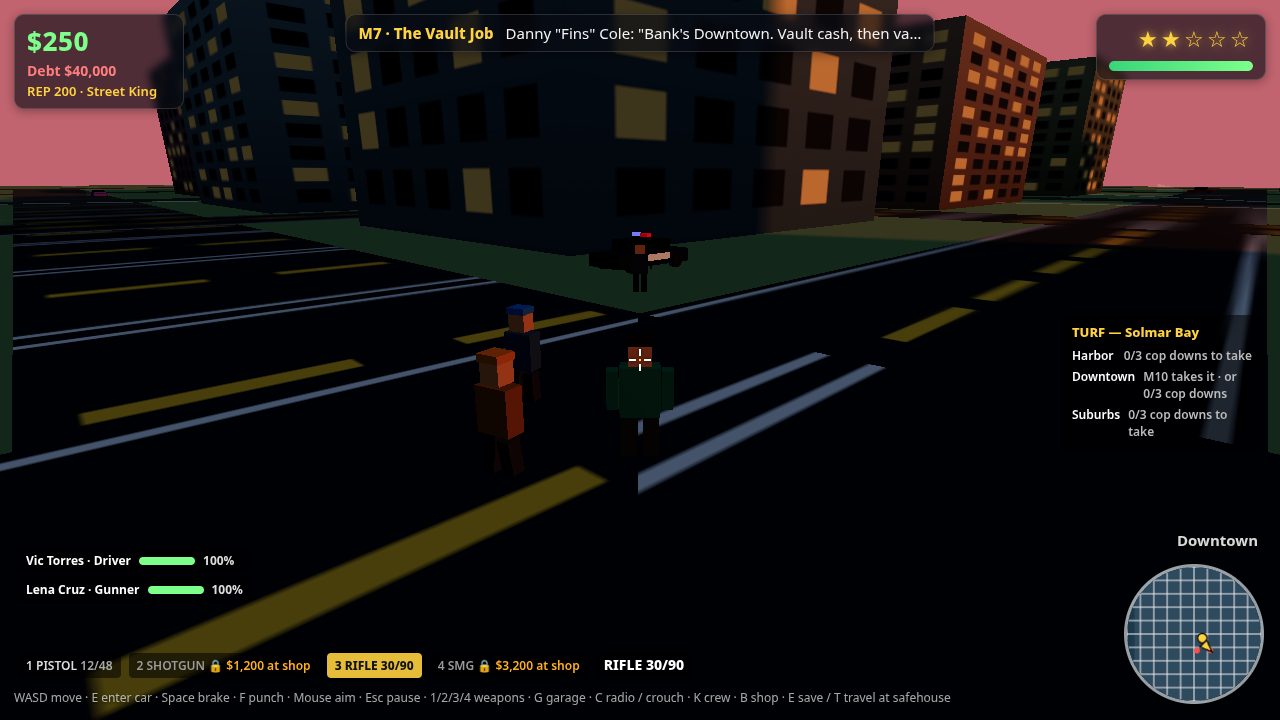 $250
Debt $40,000
REP 200 · Street King
M7 · The Vault Job Danny "Fins" Cole: "Bank's Downtown. Vault cash, then va...
★★☆☆☆
TURF — Solmar Bay
Harbor 0/3 cop downs to take
Downtown M10 takes it · or
0/3 cop downs
Suburbs 0/3 cop downs to
take
Downtown
Vic Torres · Driver 100%
Lena Cruz · Gunner 100%
1 PISTOL 12/48 2 SHOTGUN 🔒 $1,200 at shop 3 RIFLE 30/90 4 SMG 🔒 $3,200 at shop RIFLE 30/90
WASD move · E enter car · Space brake · F punch · Mouse aim · Esc pause · 1/2/3/4 weapons · G garage · C radio / crouch · K crew · B shop · E save / T travel at safehouse